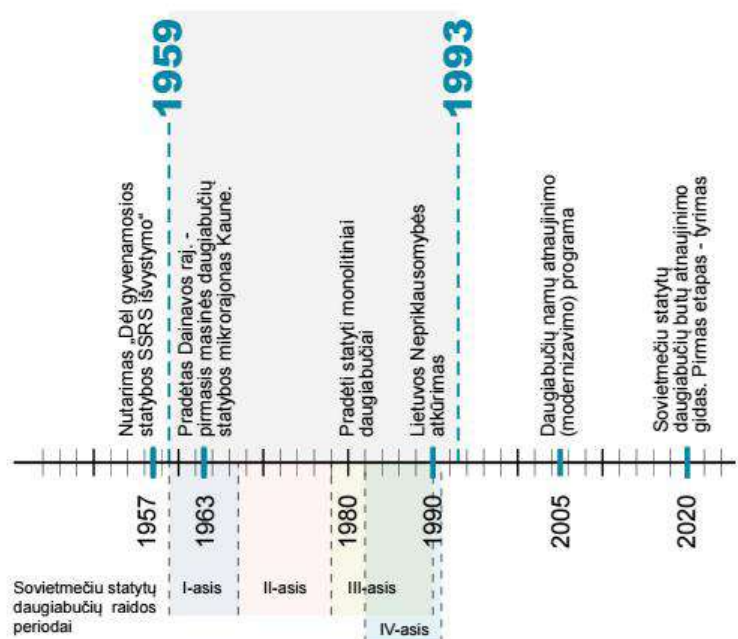 1959
1993
Nutarimas „Dėl gyvenamosios
statybos SSRS išvystymo“
Pradėtas Dainavos raj. -
pirmasis masinės daugiabučių
statybos mikrorajonas Kaune.
Pradėti statyti monolitiniai
daugiabučiai
Lietuvos Nepriklausomybės
atkūrimas
Daugiabučių namų atnaujinimo
(modernizavimo) programa
Sovietmečiu statytų
daugiabučių butų atnaujinimo
gidas. Pirmas etapas - tyrimas
1957
1963
1980
1990
2005
2020
Sovietmečiu statytų
daugiabučių raidos
periodai
I-asis
II-asis
III-asis
IV-asis